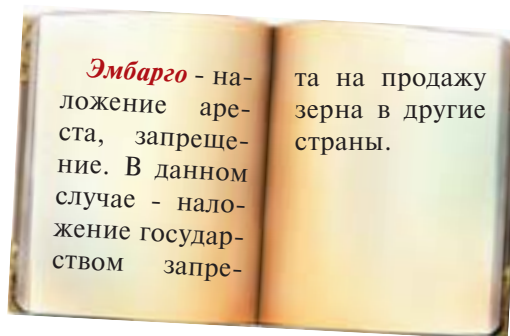 Эмбарго - на-
ложение аре-
ста, запреще-
ние. В данном
случае - нало-
жение государ-
ством запре-
та на продажу
зерна в другие
страны.